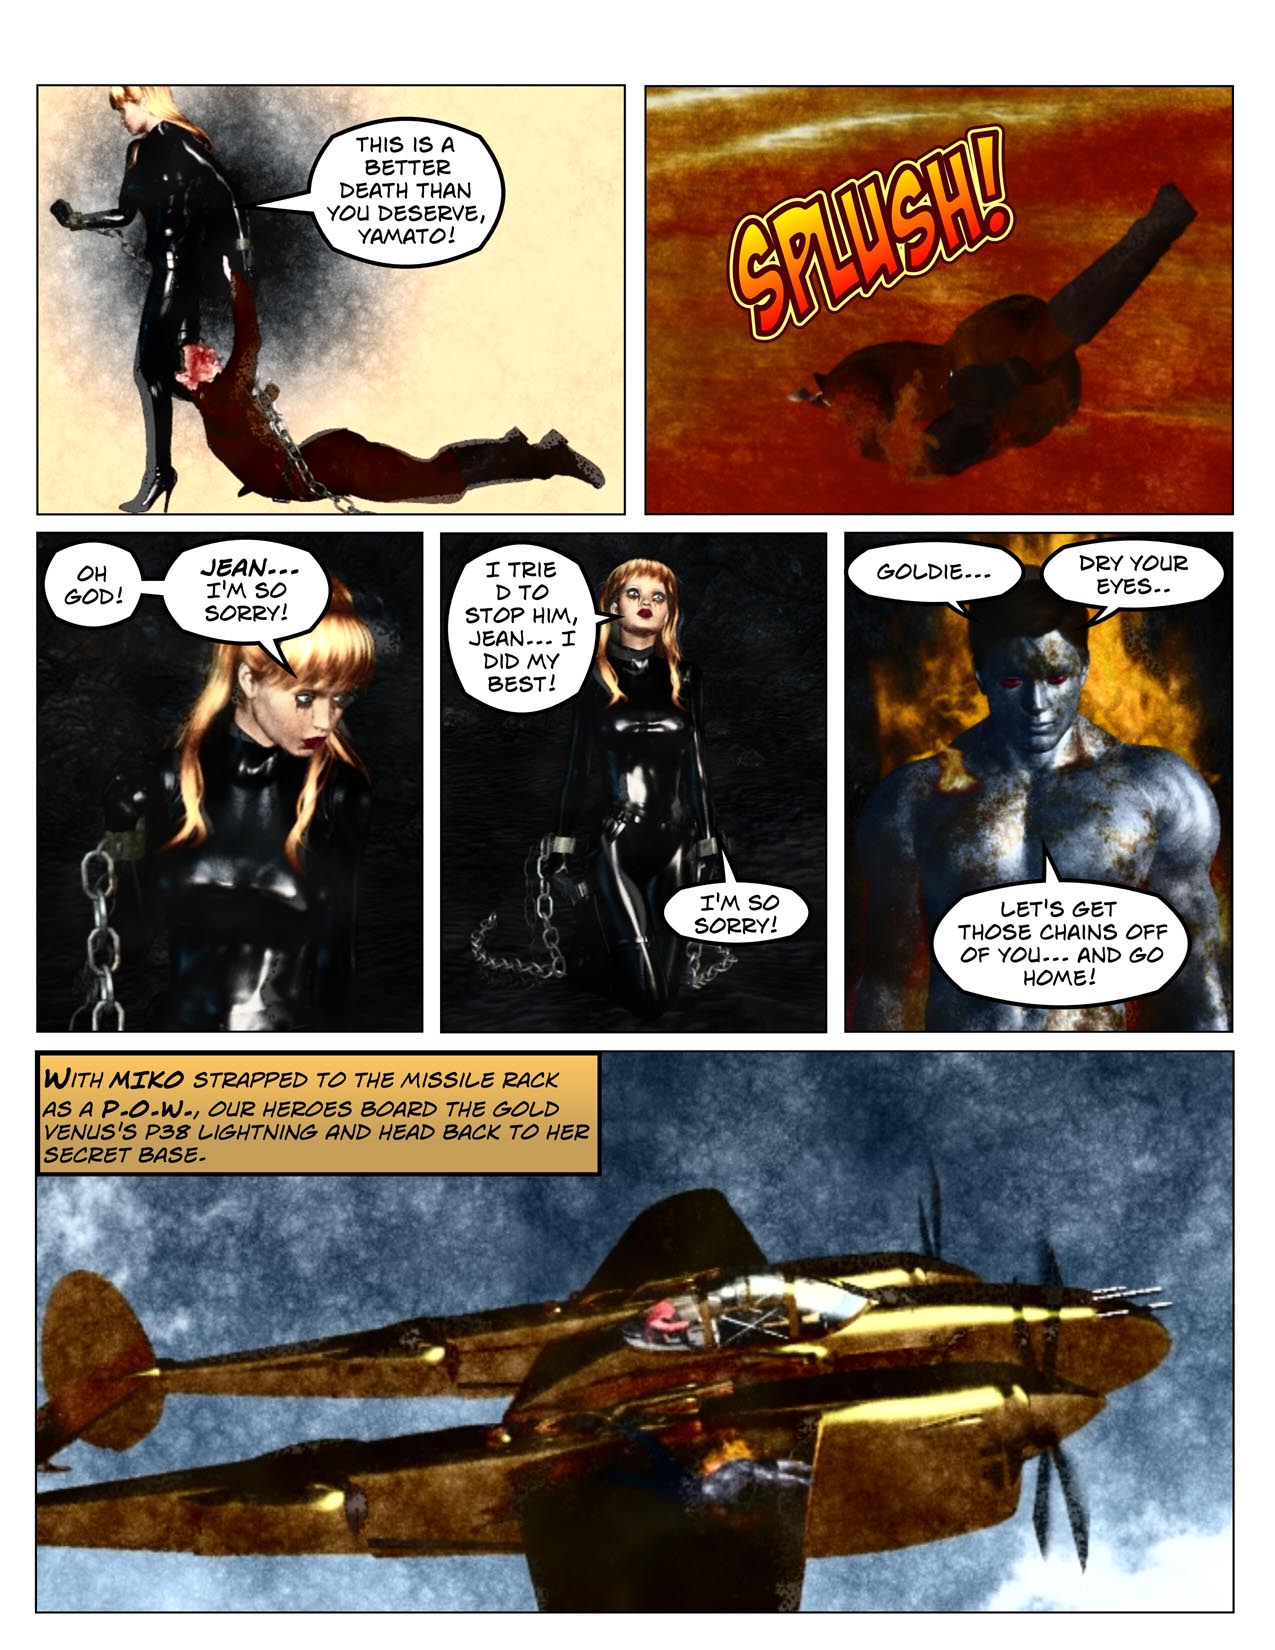 THIS IS A
BETTER
DEATH THAN
YOU DESERVE,
YAMATO!
SPLUSH!
OH
GOD!
JEAN---
I'M SO
SORRY!
I TRIE
D TO
STOP HIM,
JEAN--- I
DID MY
BEST!
I'M SO
SORRY!
GOLDIE...
DRY YOUR
EYES..
LET'S GET
THOSE CHAINS OFF
OF YOU--- AND GO
HOME!
WITH MIKO STRAPPED TO THE MISSILE RACK
AS A P-O-W-, OUR HEROES BOARD THE GOLD
VENUS'S P38 LIGHTNING AND HEAD BACK TO HER
SECRET BASE.